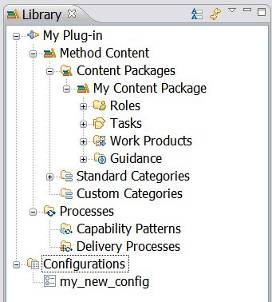 Library
My Plug-in
Method Content
Content Packages
My Content Package
Roles
Tasks
Work Products
Guidance
Standard Categories
Custom Categories
Processes
Capability Patterns
Delivery Processes
Configurations
my_new_config